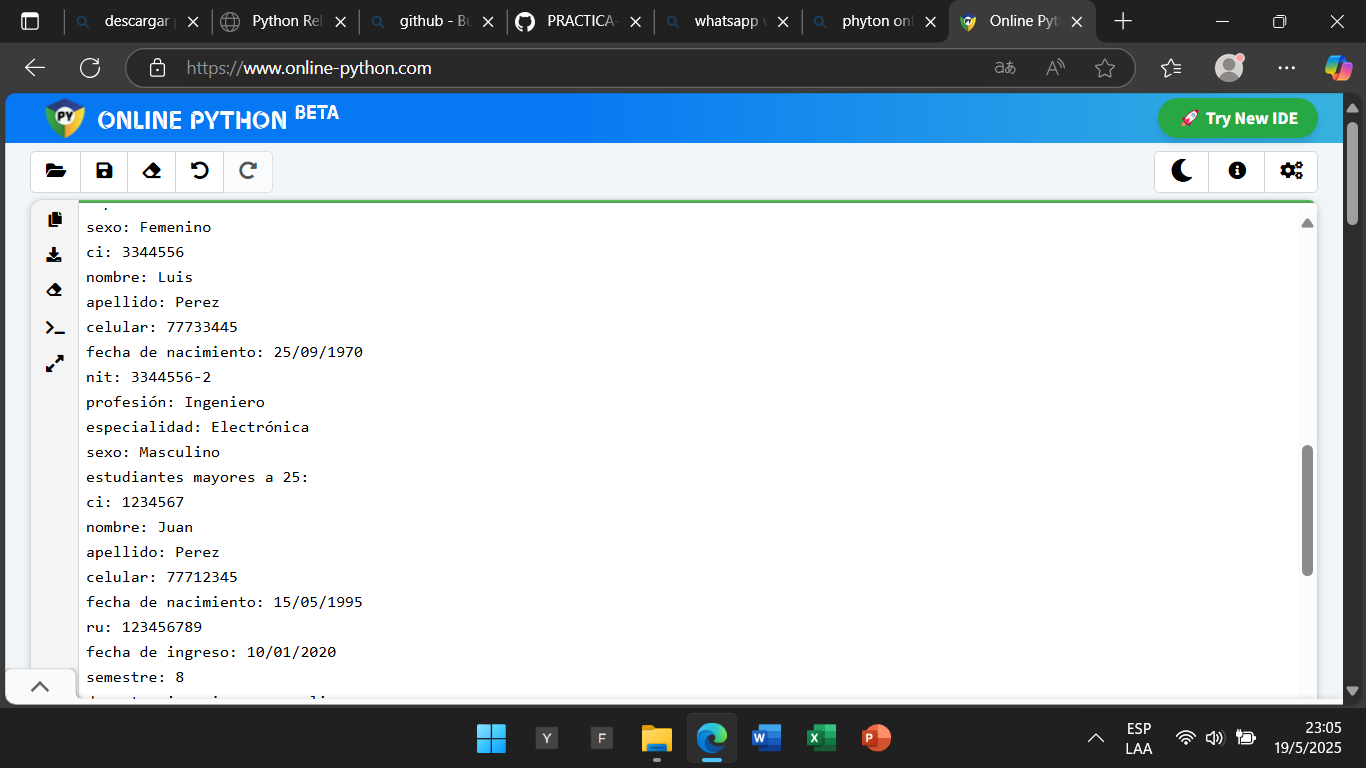 descargar
Python Rel
github - Bú
PRACTICA-
whatsapp w
phyton onl
Online Pyt
https://www.online-python.com
PY ONLINE PYTHON BETA
Try New IDE
sexo: Femenino
ci: 3344556
nombre: Luis
apellido: Perez
celular: 77733445
fecha de nacimiento: 25/09/1970
nit: 3344556-2
profesión: Ingeniero
especialidad: Electrónica
sexo: Masculino
estudiantes mayores a 25:
ci: 1234567
nombre: Juan
apellido: Perez
celular: 77712345
fecha de nacimiento: 15/05/1995
ru: 123456789
fecha de ingreso: 10/01/2020
semestre: 8
Y
F
W
X
P
ESP
LAA
23:05
19/5/2025